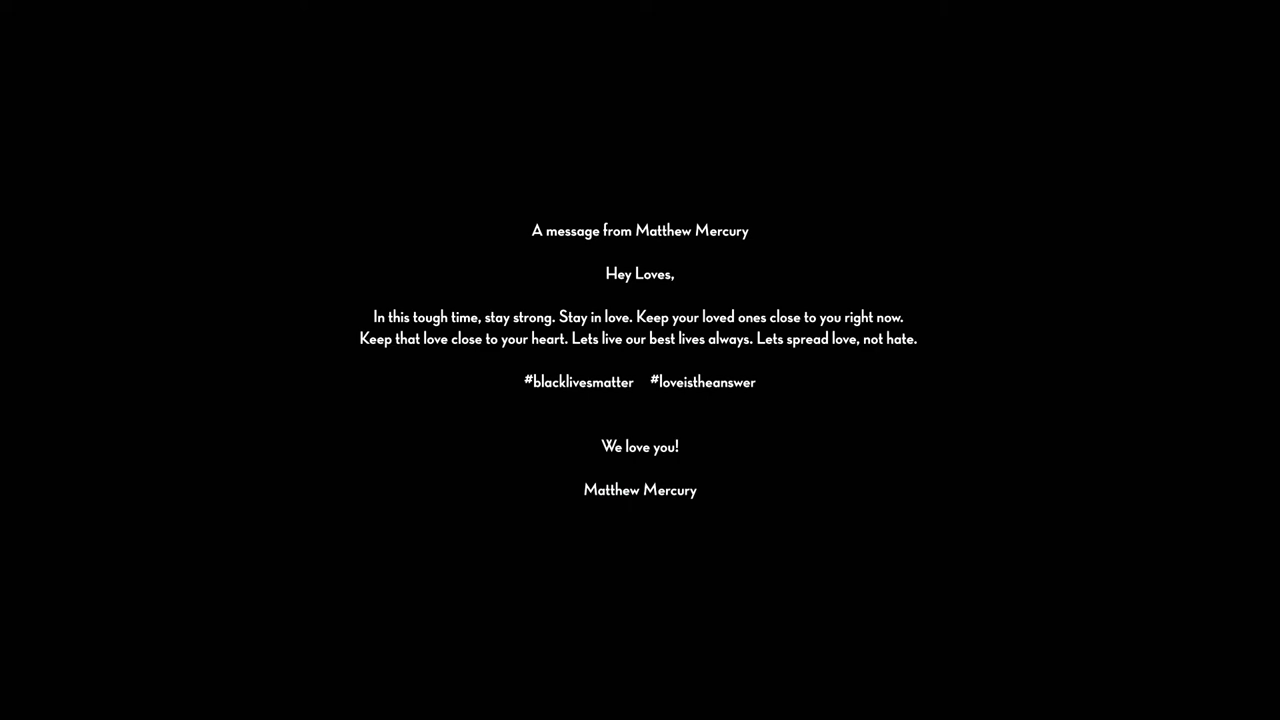 A message from Matthew Mercury
Hey Loves,
In this tough time, stay strong. Stay in love. Keep your loved ones close to you right now.
Keep that love close to your heart. Lets live our best lives always. Lets spread love, not hate.
#blacklivesmatter #loveistheanswer
We love you!
Matthew Mercury